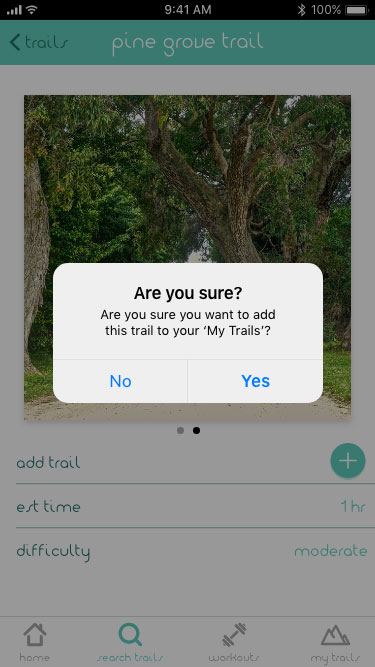 9:41 AM 100%
trails pine grove trail
Are you sure?
Are you sure you want to add
this trail to your ‘My Trails’?
No Yes
add trail
est time 1 hr
difficulty moderate
home search trails workouts my trails